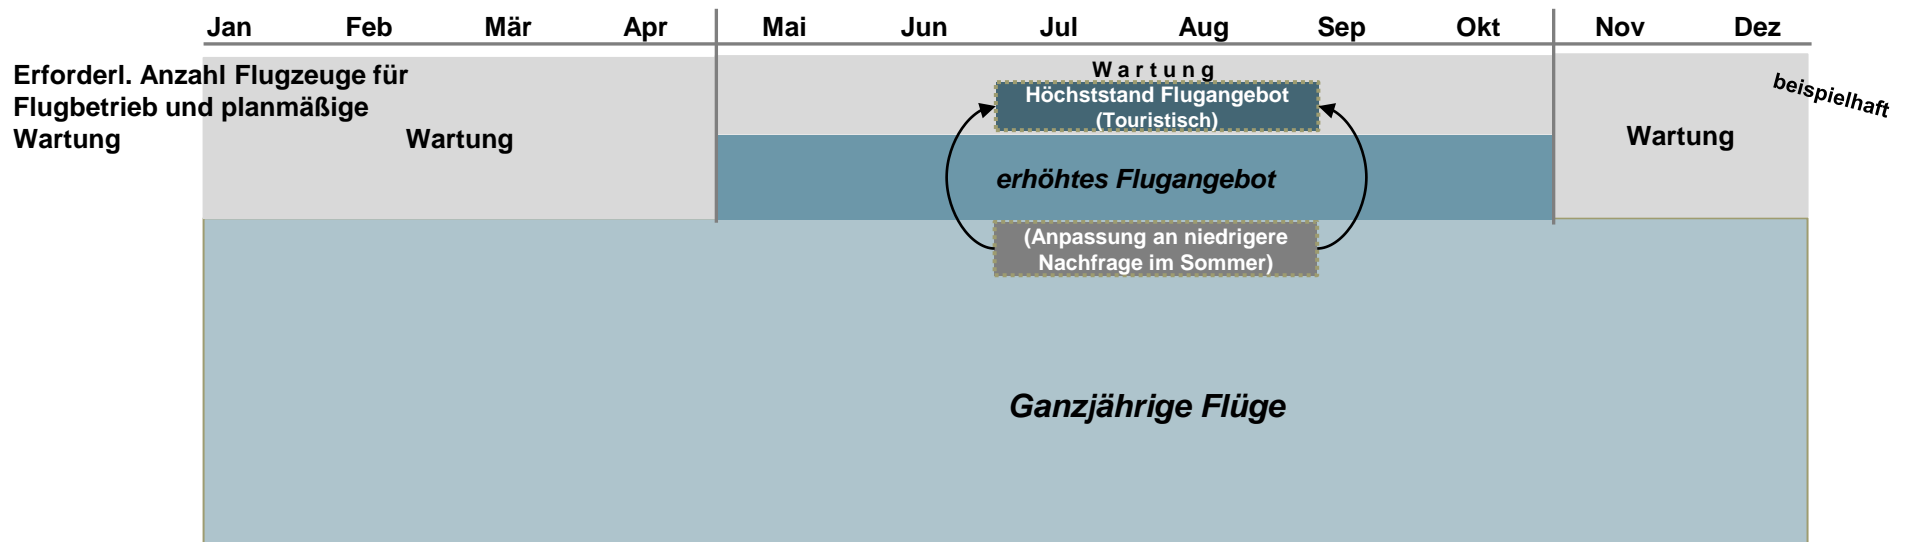 Jan Feb Mär Apr Mai Jun Jul Aug Sep Okt Nov Dez
Erforderl. Anzahl Flugzeuge für
Flugbetrieb und planmäßige
Wartung
Wartung
Wartung
Höchststand Flugangebot
(Touristisch)
beispielhaft
Wartung
erhöhtes Flugangebot
(Anpassung an niedrigere
Nachfrage im Sommer)
Ganzjährige Flüge